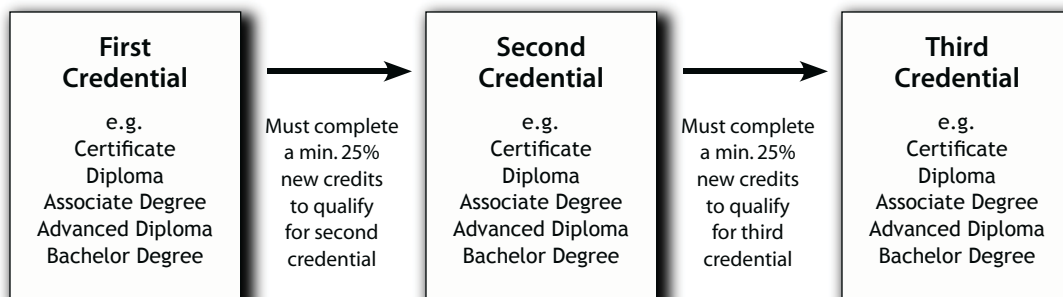 First
Credential
e.g.
Certificate
Diploma
Associate Degree
Advanced Diploma
Bachelor Degree
Must complete
a min. 25%
new credits
to qualify
for second
credential
Second
Credential
e.g.
Certificate
Diploma
Associate Degree
Advanced Diploma
Bachelor Degree
Must complete
a min. 25%
new credits
to qualify
for third
credential
Third
Credential
e.g.
Certificate
Diploma
Associate Degree
Advanced Diploma
Bachelor Degree